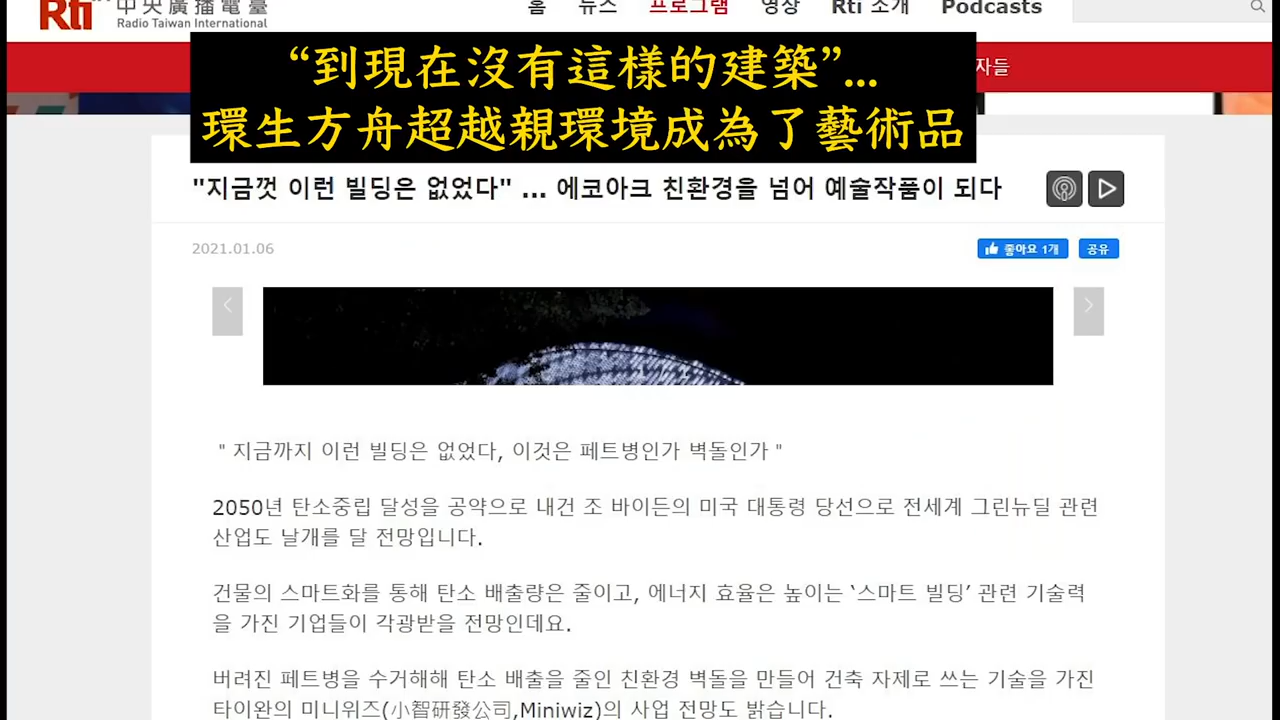 Rti 中央廣播電臺
Radio Taiwan International
홈 뉴스 프로그램 영상 Rti 소개 Podcasts
“到現在沒有這樣的建築”...
環生方舟超越親環境成為了藝術品
자들
"지금껏 이런 빌딩은 없었다" ... 에코아크 친환경을 넘어 예술작품이 되다
2021.01.06
좋아요 1개 공유
" 지금까지 이런 빌딩은 없었다, 이것은 페트병인가 벽돌인가 "
2050년 탄소중립 달성을 공약으로 내건 조 바이든의 미국 대통령 당선으로 전세계 그린뉴딜 관련
산업도 날개를 달 전망입니다.
건물의 스마트화를 통해 탄소 배출량은 줄이고, 에너지 효율은 높이는 ‘스마트 빌딩’ 관련 기술력
을 가진 기업들이 각광받을 전망인데요.
버려진 페트병을 수거해해 탄소 배출을 줄인 친환경 벽돌을 만들어 건축 자제로 쓰는 기술을 가진
타이완의 미니위즈(小智研發公司,Miniwiz)의 사업 전망도 밝습니다.